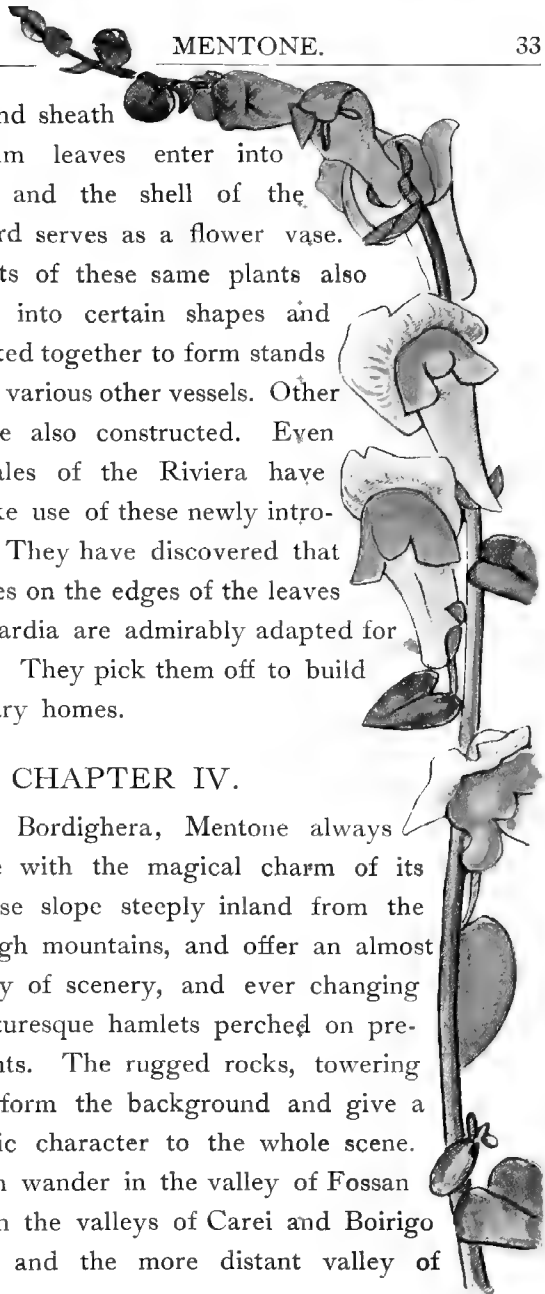 MENTONE. 33
nd sheath
leaves enter into
and the shell of the
rd serves as a flower vase.
ts of these same plants also
into certain shapes and
ted together to form stands
various other vessels. Other
e also constructed. Even
ales of the Riviera have
ke use of these newly intro-
They have discovered that
es on the edges of the leaves
ardia are admirably adapted for
They pick them off to build
ary homes.
CHAPTER IV.
Bordighera, Mentone always
e with the magical charm of its
se slope steeply inland from the
gh mountains, and offer an almost
y of scenery, and ever changing
turesque hamlets perched on pre-
nts. The rugged rocks, towering
form the background and give a
ic character to the whole scene.
n wander in the valley of Fossan
n the valleys of Carei and Boirigo
and the more distant valley of